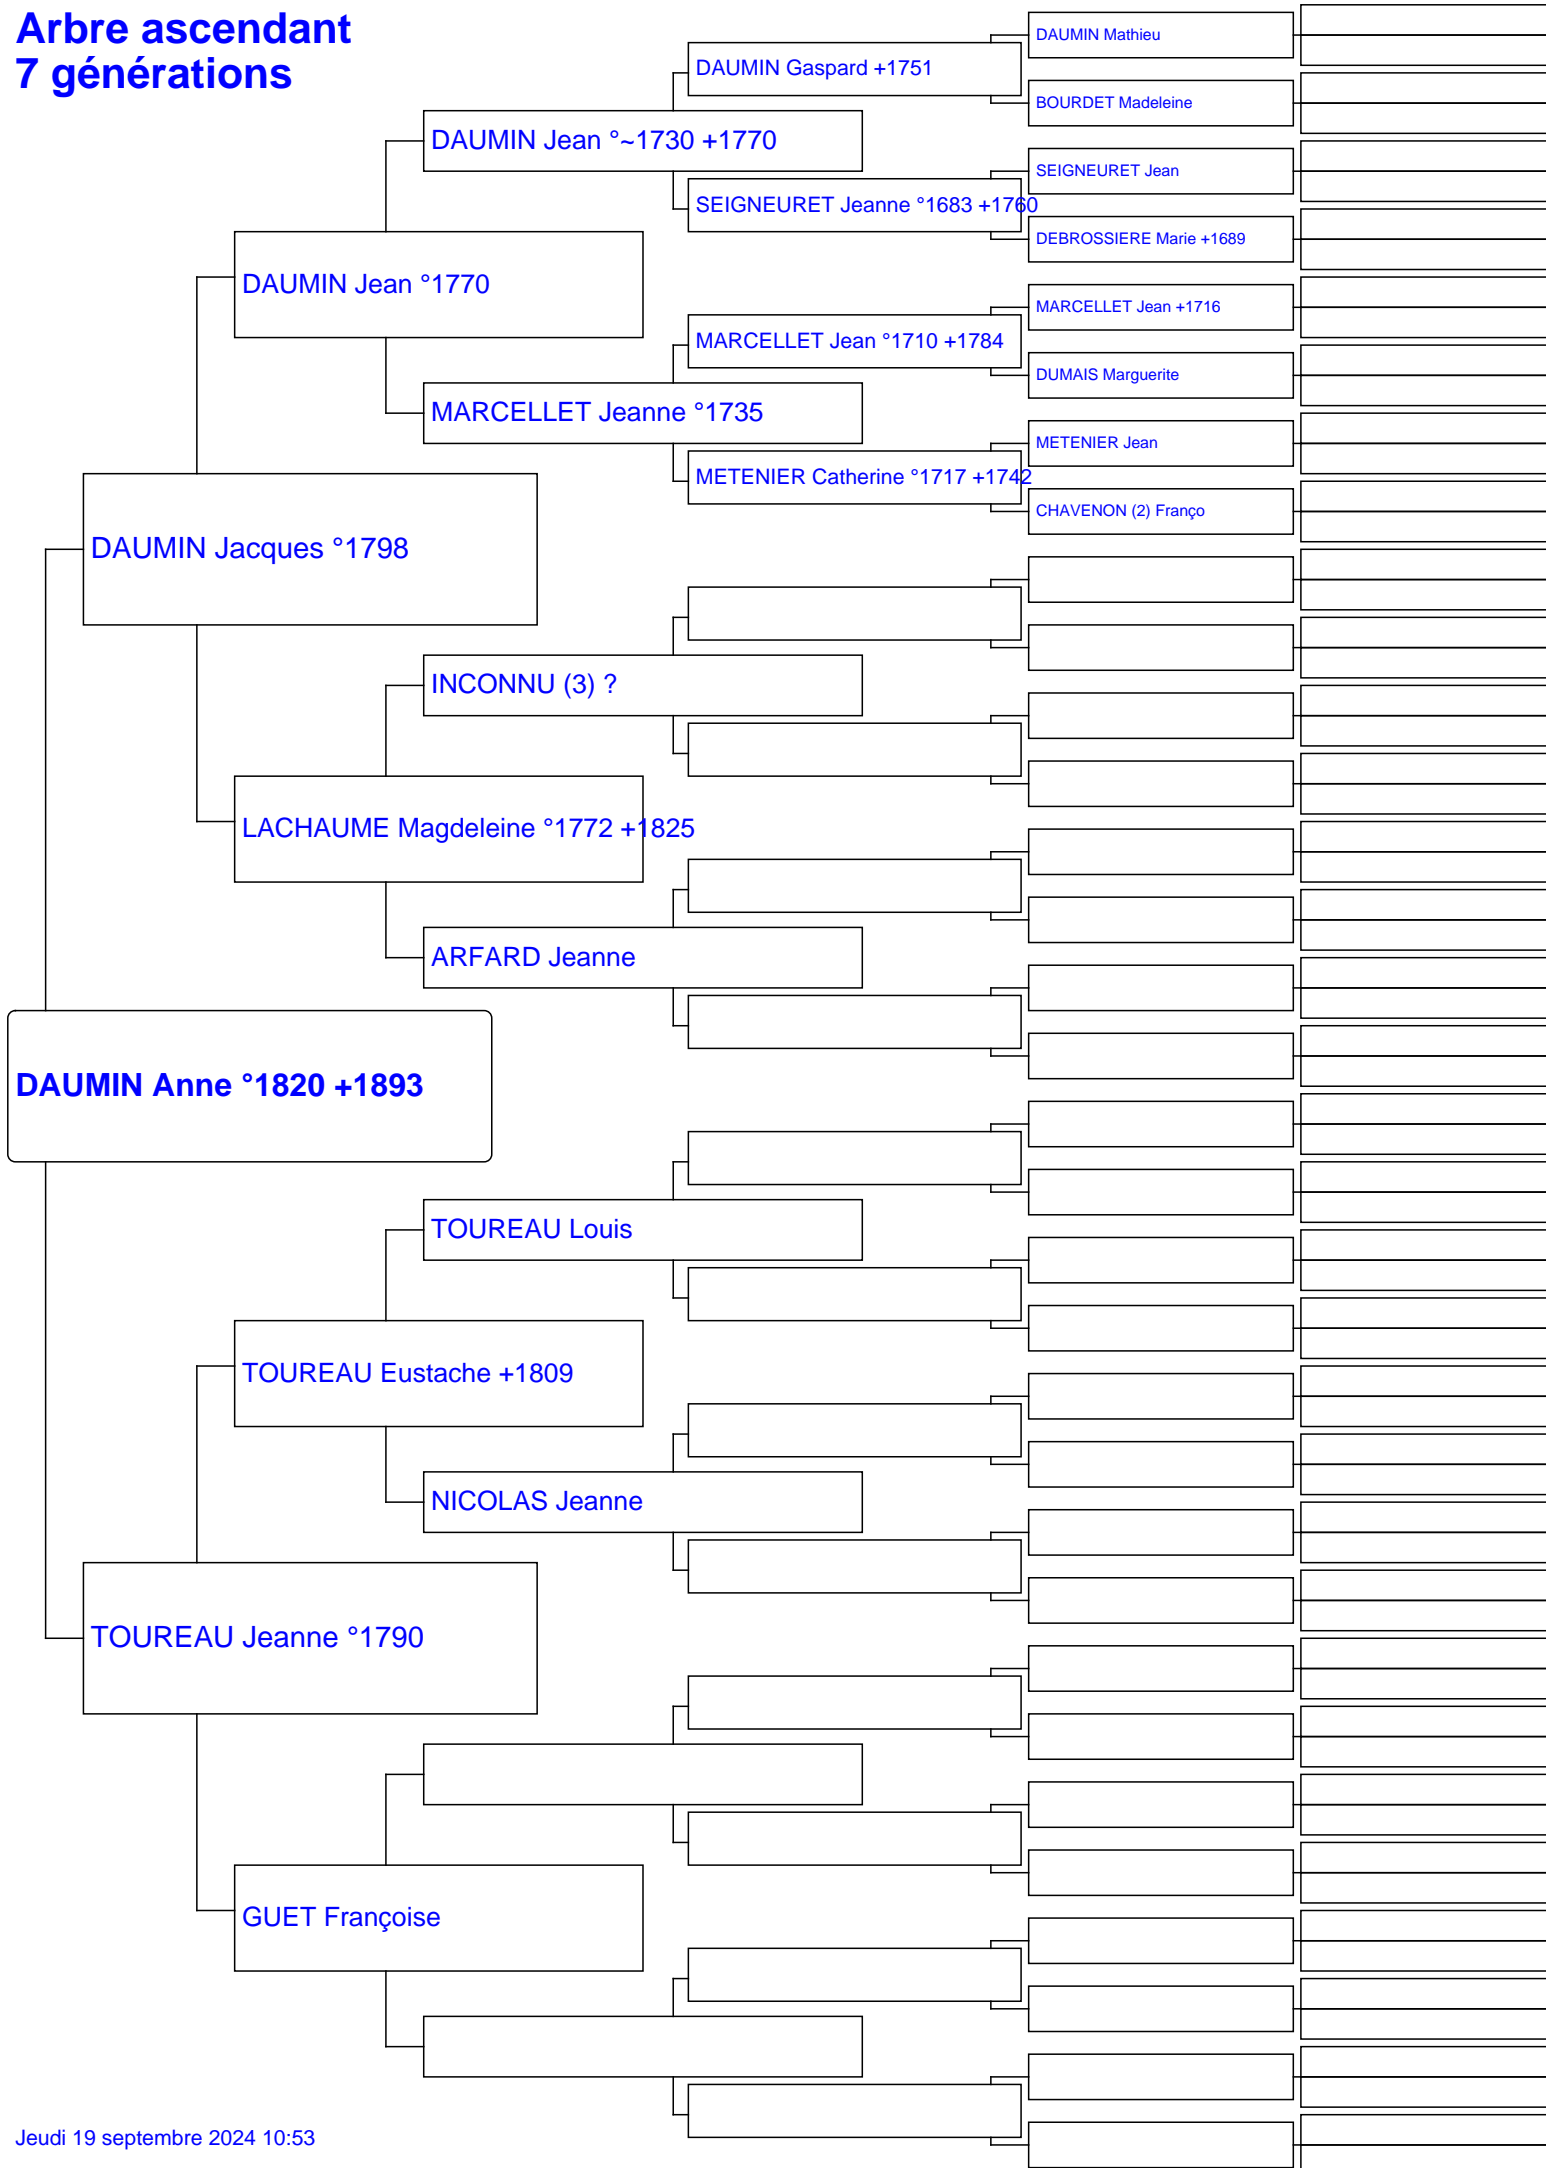 Arbre ascendant
7 générations
DAUMIN Mathieu
DAUMIN Gaspard +1751
BOURDET Madeleine
DAUMIN Jean °~1730 +1770
SEIGNEURET Jean
SEIGNEURET Jeanne °1683 +1760
DEBROSSIERE Marie +1689
DAUMIN Jean °1770
MARCELLET Jean +1716
MARCELLET Jean °1710 +1784
DUMAIS Marguerite
MARCELLET Jeanne °1735
METENIER Jean
METENIER Catherine °1717 +1742
CHAVENON (2) Franço
DAUMIN Jacques °1798
INCONNU (3) ?
LACHAUME Magdeleine °1772 +1825
ARFARD Jeanne
DAUMIN Anne °1820 +1893
TOUREAU Louis
TOUREAU Eustache +1809
NICOLAS Jeanne
TOUREAU Jeanne °1790
GUET Françoise
Jeudi 19 septembre 2024 10:53